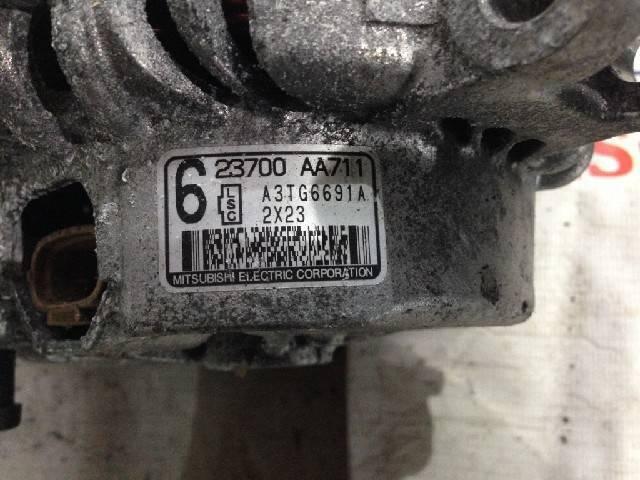 6 23700 AA711
LSC A3TG6691A
2X23
MITSUBISHI ELECTRIC CORPORATION